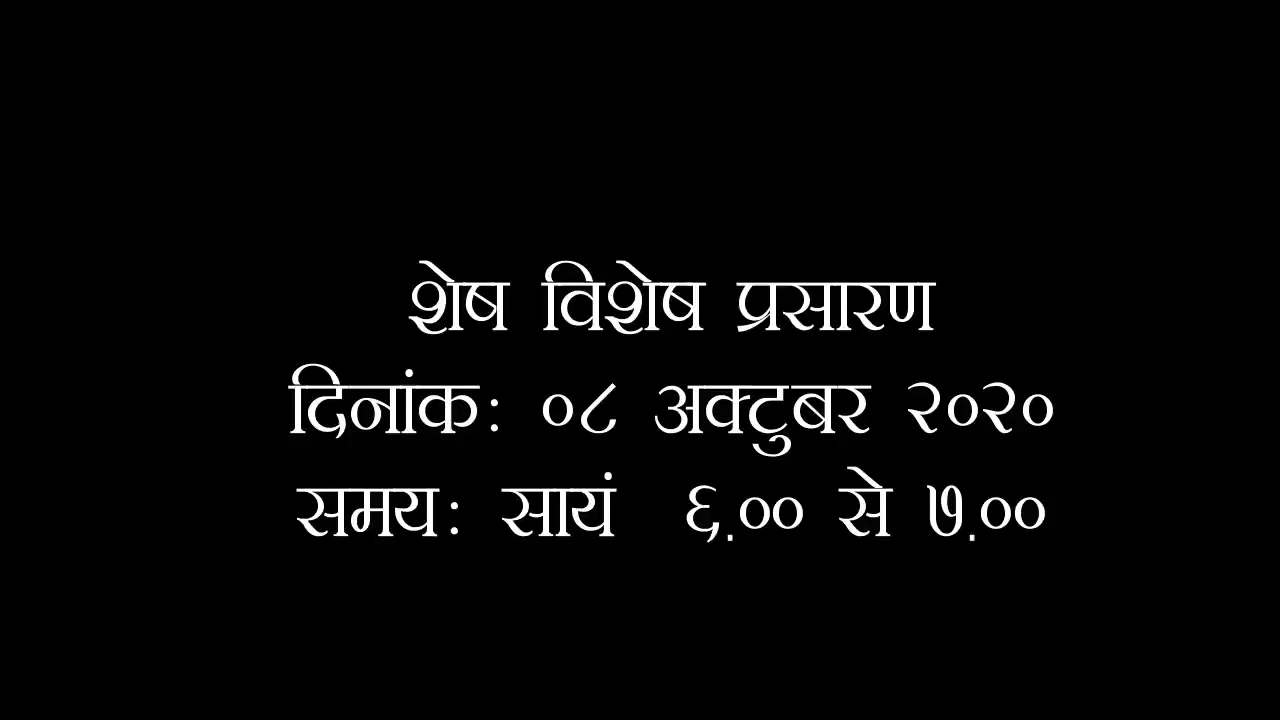 शेष विशेष प्रसारण
दिनांकः ०८ अक्टुबर २०२०
समयः सायं ६.०० से ७.००